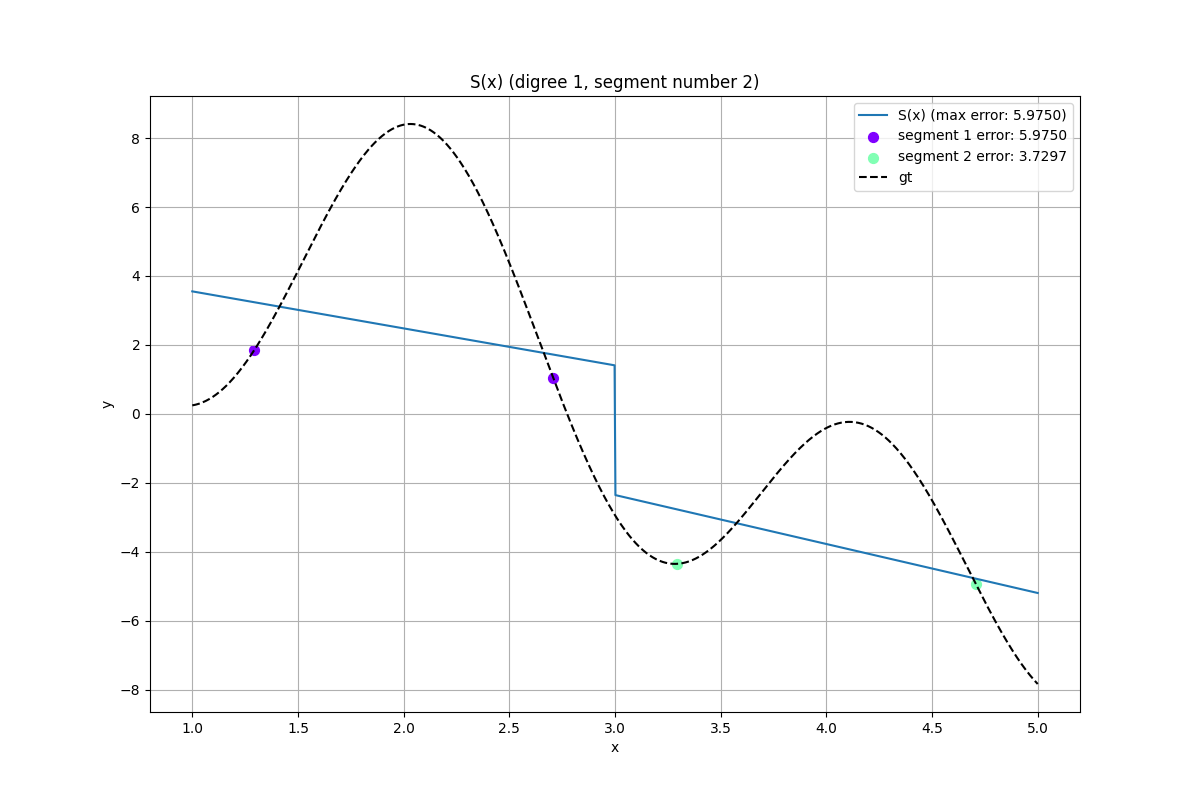 S(x) (digree 1, segment number 2)
S(x) (max error: 5.9750)
segment 1 error: 5.9750
segment 2 error: 3.7297
gt
8
6
4
2
0
−2
−4
−6
−8
y
1.0 1.5 2.0 2.5 3.0 3.5 4.0 4.5 5.0
x